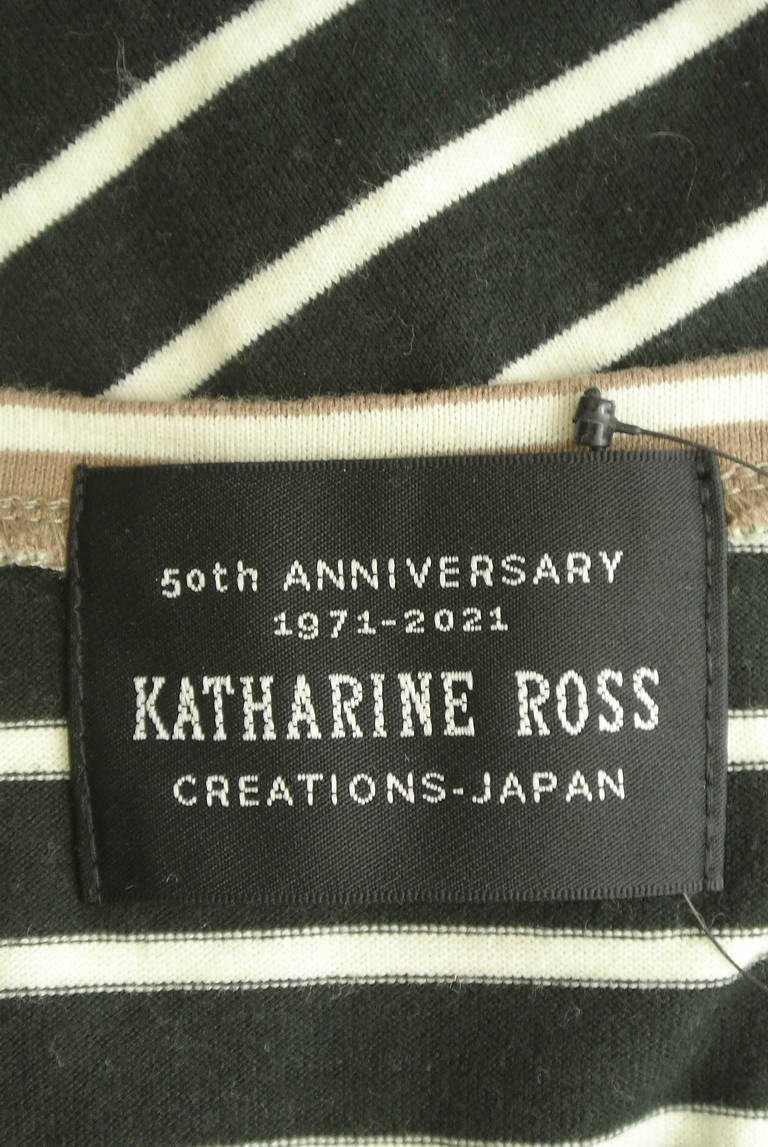 50th ANNIVERSARY
1971-2021
KATHARINE ROSS
CREATIONS-JAPAN